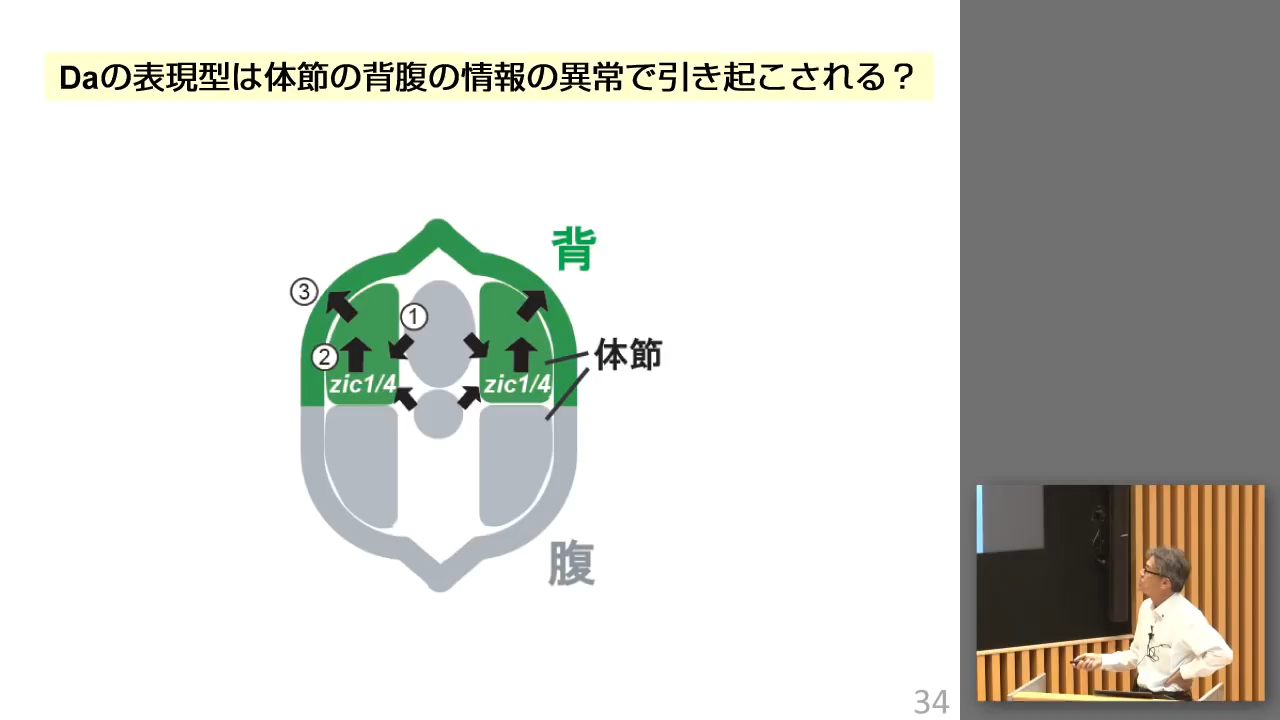 Daの表現型は体節の背腹の情報の異常で引き起こされる？
背
③
①
②
体節
zic1/4
zic1/4
腹
34